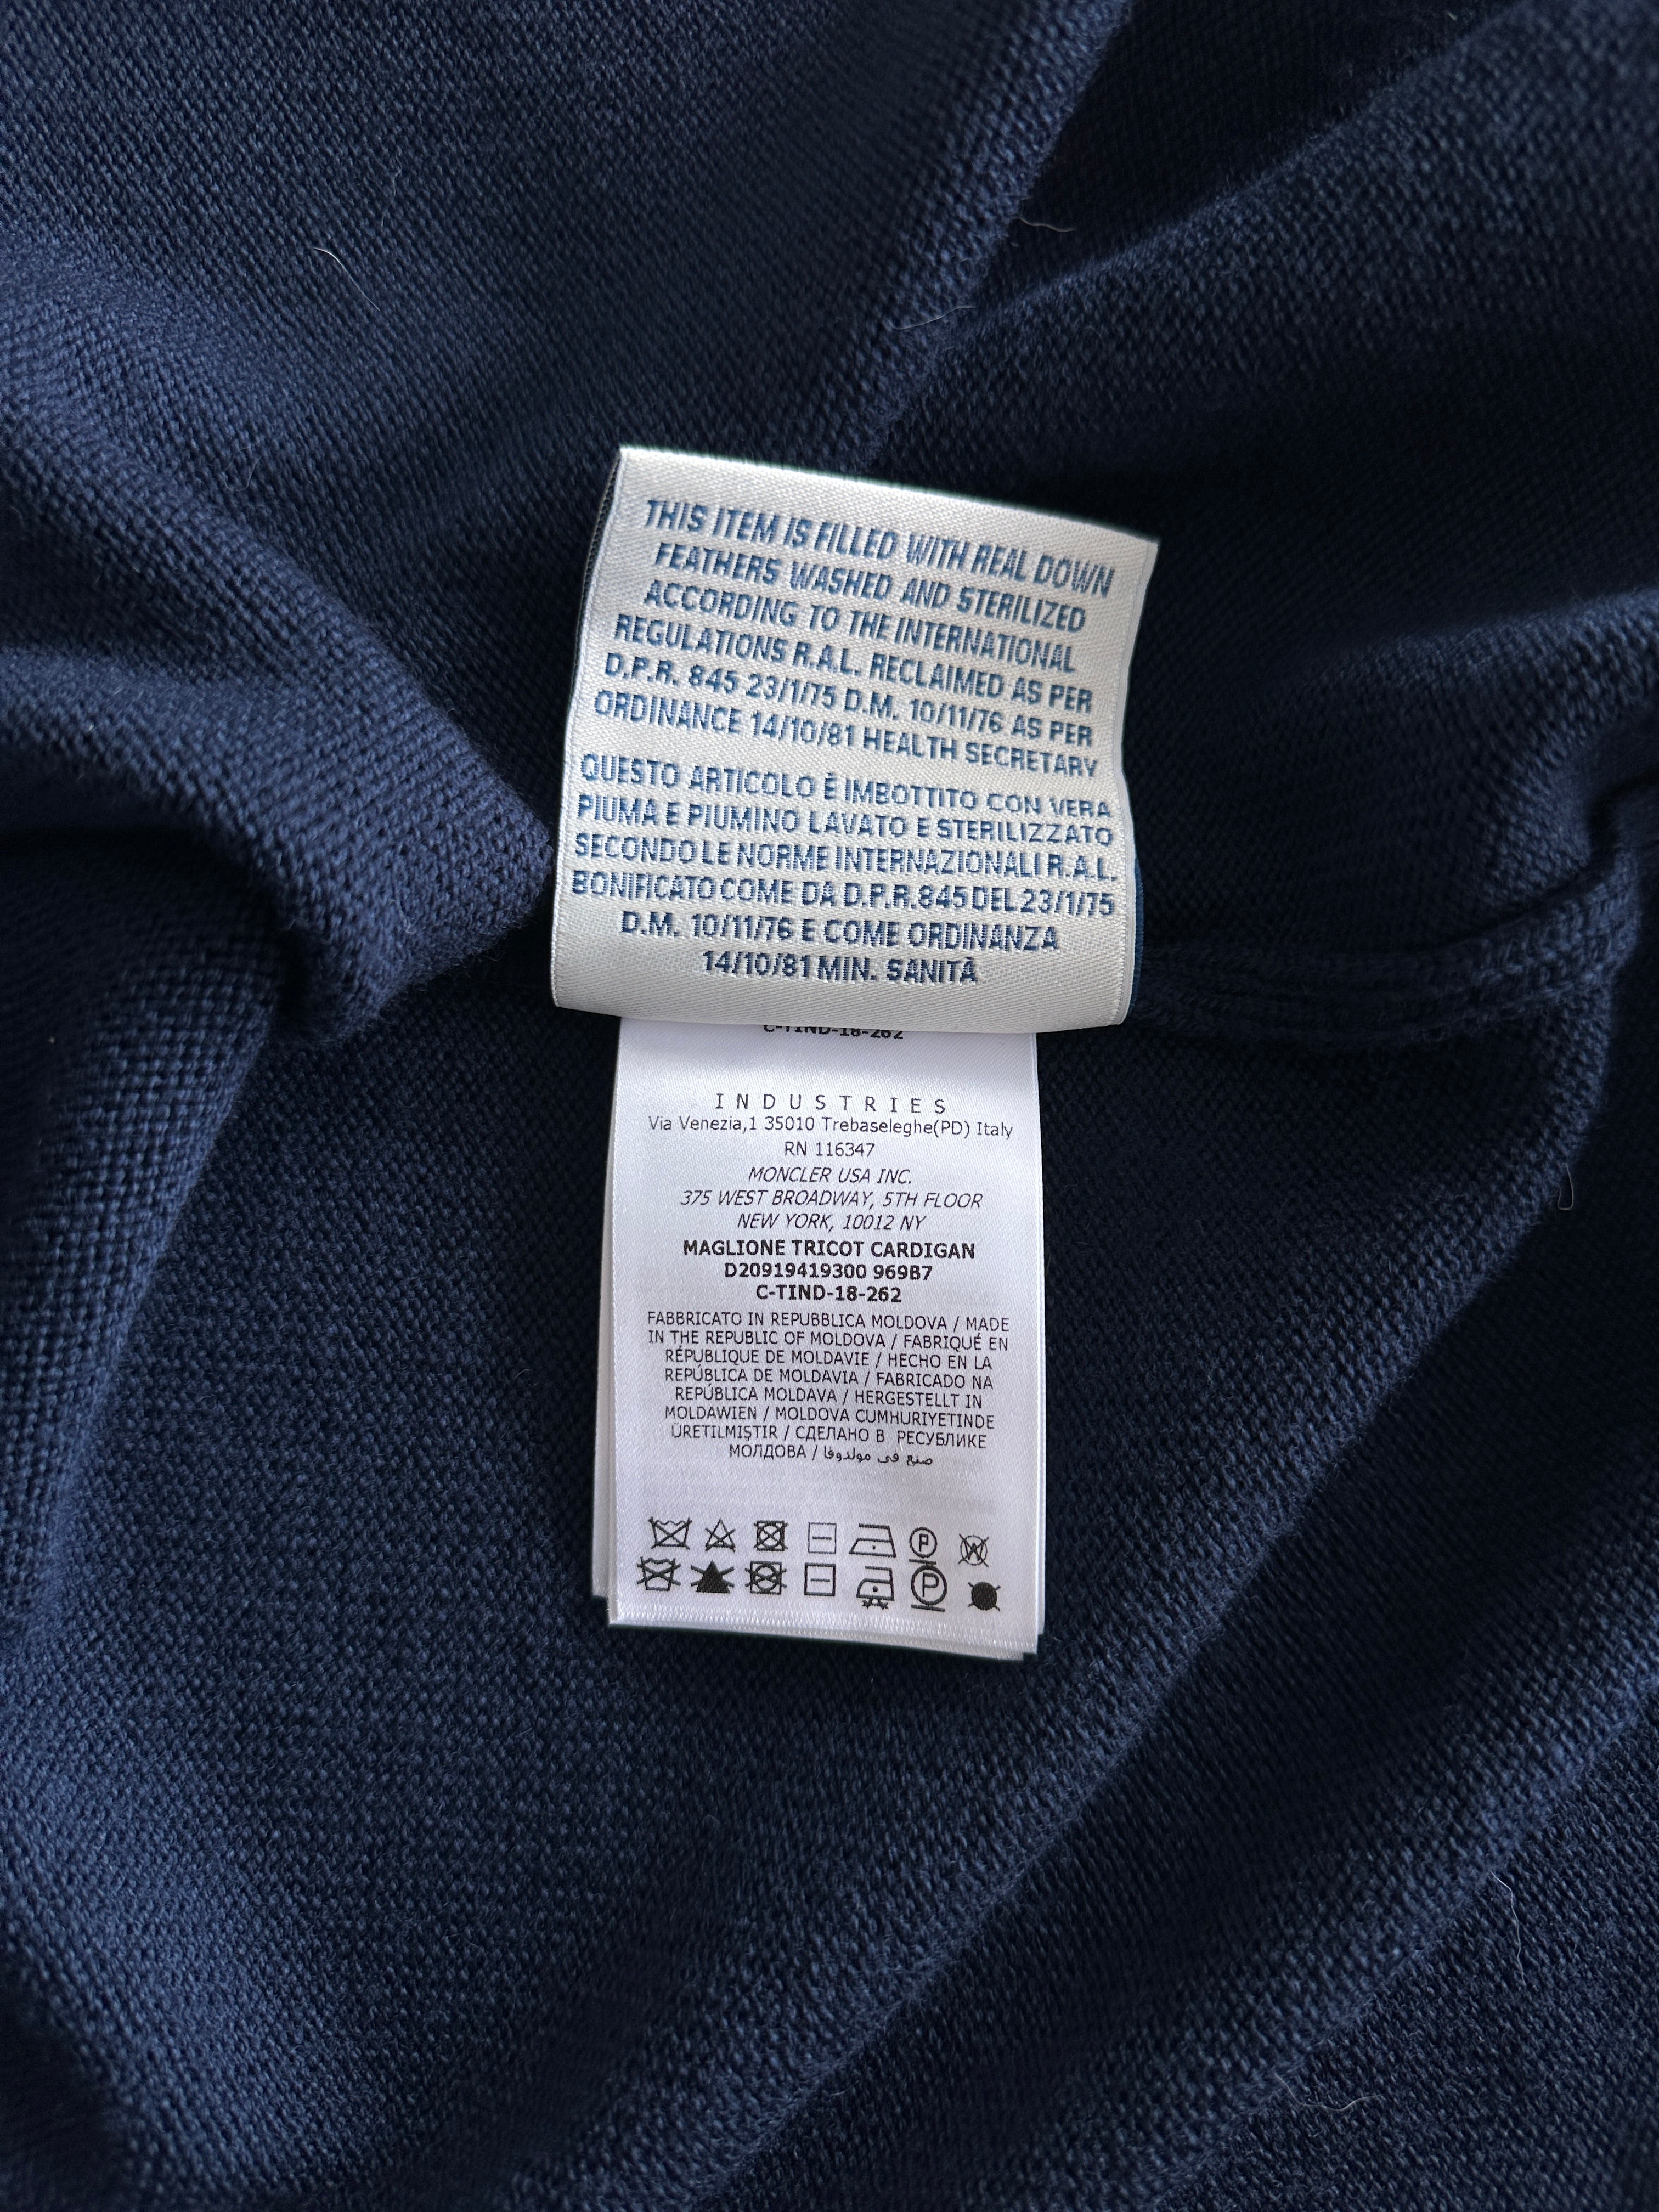 THIS ITEM IS FILLED WITH REAL DOWN
FEATHERS WASHED AND STERILIZED
ACCORDING TO THE INTERNATIONAL
REGULATIONS R.A.L. RECLAIMED AS PER
D.P.R. 845 23/1/75 D.M. 10/11/76 AS PER
ORDINANCE 14/10/81 HEALTH SECRETARY
QUESTO ARTICOLO È IMBOTTITO CON VERA
PIUMA E PIUMINO LAVATO E STERILIZZATO
SECONDO LE NORME INTERNAZIONALI R.A.L.
BONIFICATO COME DA D.P.R.845 DEL 23/1/75
D.M. 10/11/76 E COME ORDINANZA
14/10/81 MIN. SANITÀ
C-TIND-18-262
INDUSTRIES
Via Venezia,1 35010 Trebaseleghe(PD) Italy
RN 116347
MONCLER USA INC.
375 WEST BROADWAY, 5TH FLOOR
NEW YORK, 10012 NY
MAGLIONE TRICOT CARDIGAN
D20919419300 969B7
C-TIND-18-262
FABBRICATO IN REPUBBLICA MOLDOVA / MADE
IN THE REPUBLIC OF MOLDOVA / FABRIQUÉ EN
RÉPUBLIQUE DE MOLDAVIE / HECHO EN LA
REPÚBLICA DE MOLDAVIA / FABRICADO NA
REPÚBLICA MOLDAVA / HERGESTELLT IN
MOLDAWIEN / MOLDOVA CUMHURIYETINDE
ÜRETILMIŞTIR / СДЕЛАНО В РЕСУБЛИКЕ
МОЛДОВА / صنع في مولدوفا
P W
P